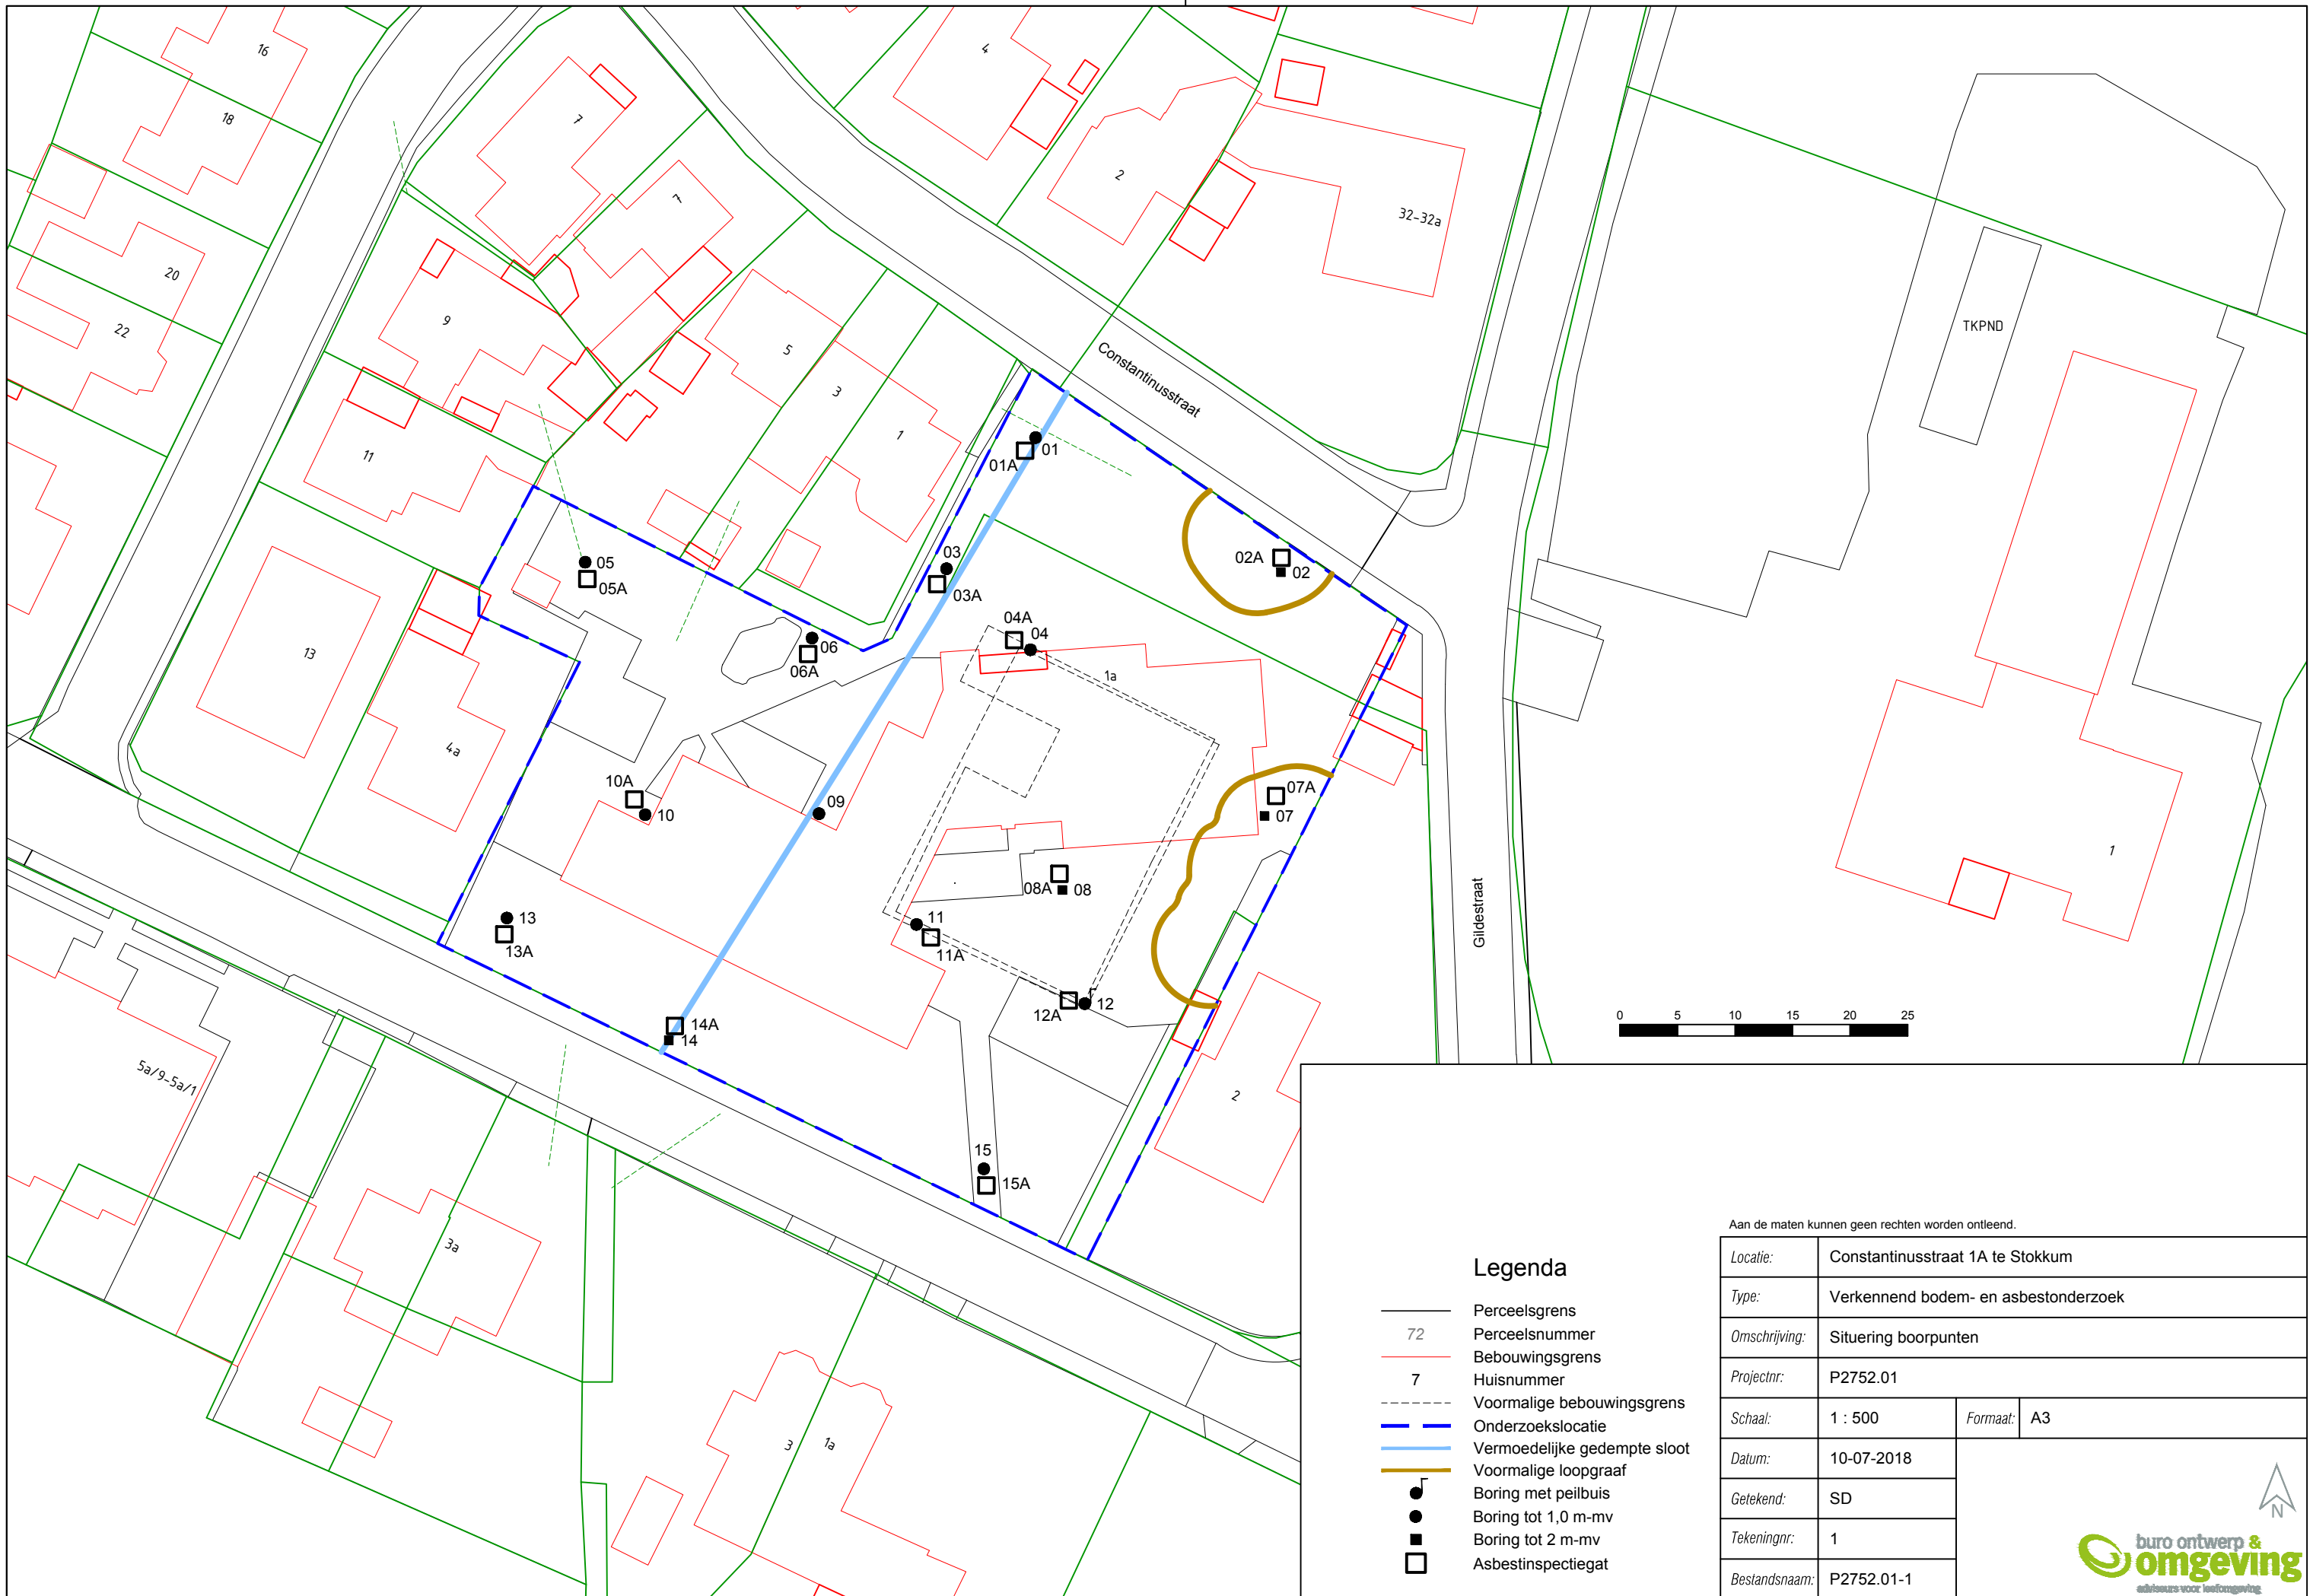 16
18
20
22
7
7
9
11
13
4a
5
3
1
4
2
32-32a
TKPND
Constantinusstraat
Gildestraat
1
2
1a
5a/9-5a/1
3a
3
1a
01
01A
02A
02
03
03A
04A
04
05
05A
06
06A
07A
07
08A
08
09
10A
10
11
11A
12A
12
13
13A
14A
14
15
15A
0 5 10 15 20 25
Aan de maten kunnen geen rechten worden ontleend.
Legenda
Perceelsgrens
72 Perceelsnummer
Bebouwingsgrens
7 Huisnummer
Voormalige bebouwingsgrens
Onderzoekslocatie
Vermoedelijke gedempte sloot
Voormalige loopgraaf
Boring met peilbuis
Boring tot 1,0 m-mv
Boring tot 2 m-mv
Asbestinspectiegat
Locatie: Constantinusstraat 1A te Stokkum
Type: Verkennend bodem- en asbestonderzoek
Omschrijving: Situering boorpunten
Projectnr: P2752.01
Schaal: 1 : 500 Formaat: A3
Datum: 10-07-2018
Getekend: SD
Tekeningnr: 1
Bestandsnaam: P2752.01-1
N
buro ontwerp &
omgeving
adviseurs voor leefomgeving